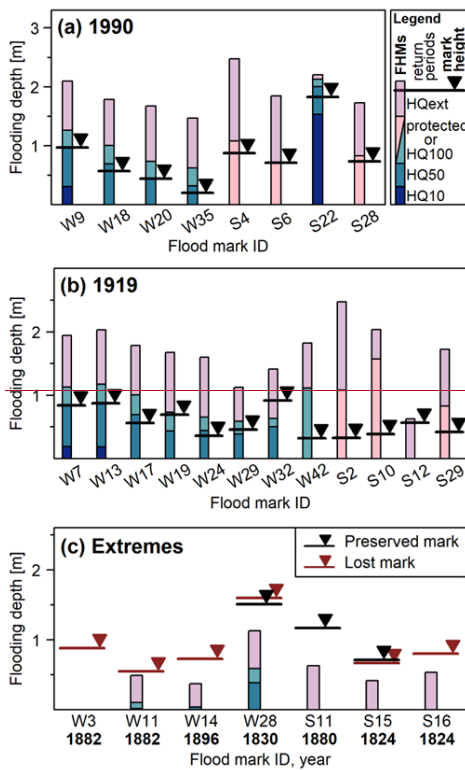 (a) 1990
Flooding depth [m]
3
2
1
W9 W18 W20 W35 S4 S6 S22 S28
Flood mark ID
Legend
FHMs
return periods
mark height
HQext
protected or HQ100
HQ50
HQ10
(b) 1919
Flooding depth [m]
2
1
W7 W13 W17 W19 W24 W29 W32 W42 S2 S10 S12 S29
Flood mark ID
(c) Extremes
Preserved mark
Lost mark
Flooding depth [m]
2
1
W3 W11 W14 W28 S11 S15 S16
1882 1882 1896 1830 1880 1824 1824
Flood mark ID, year